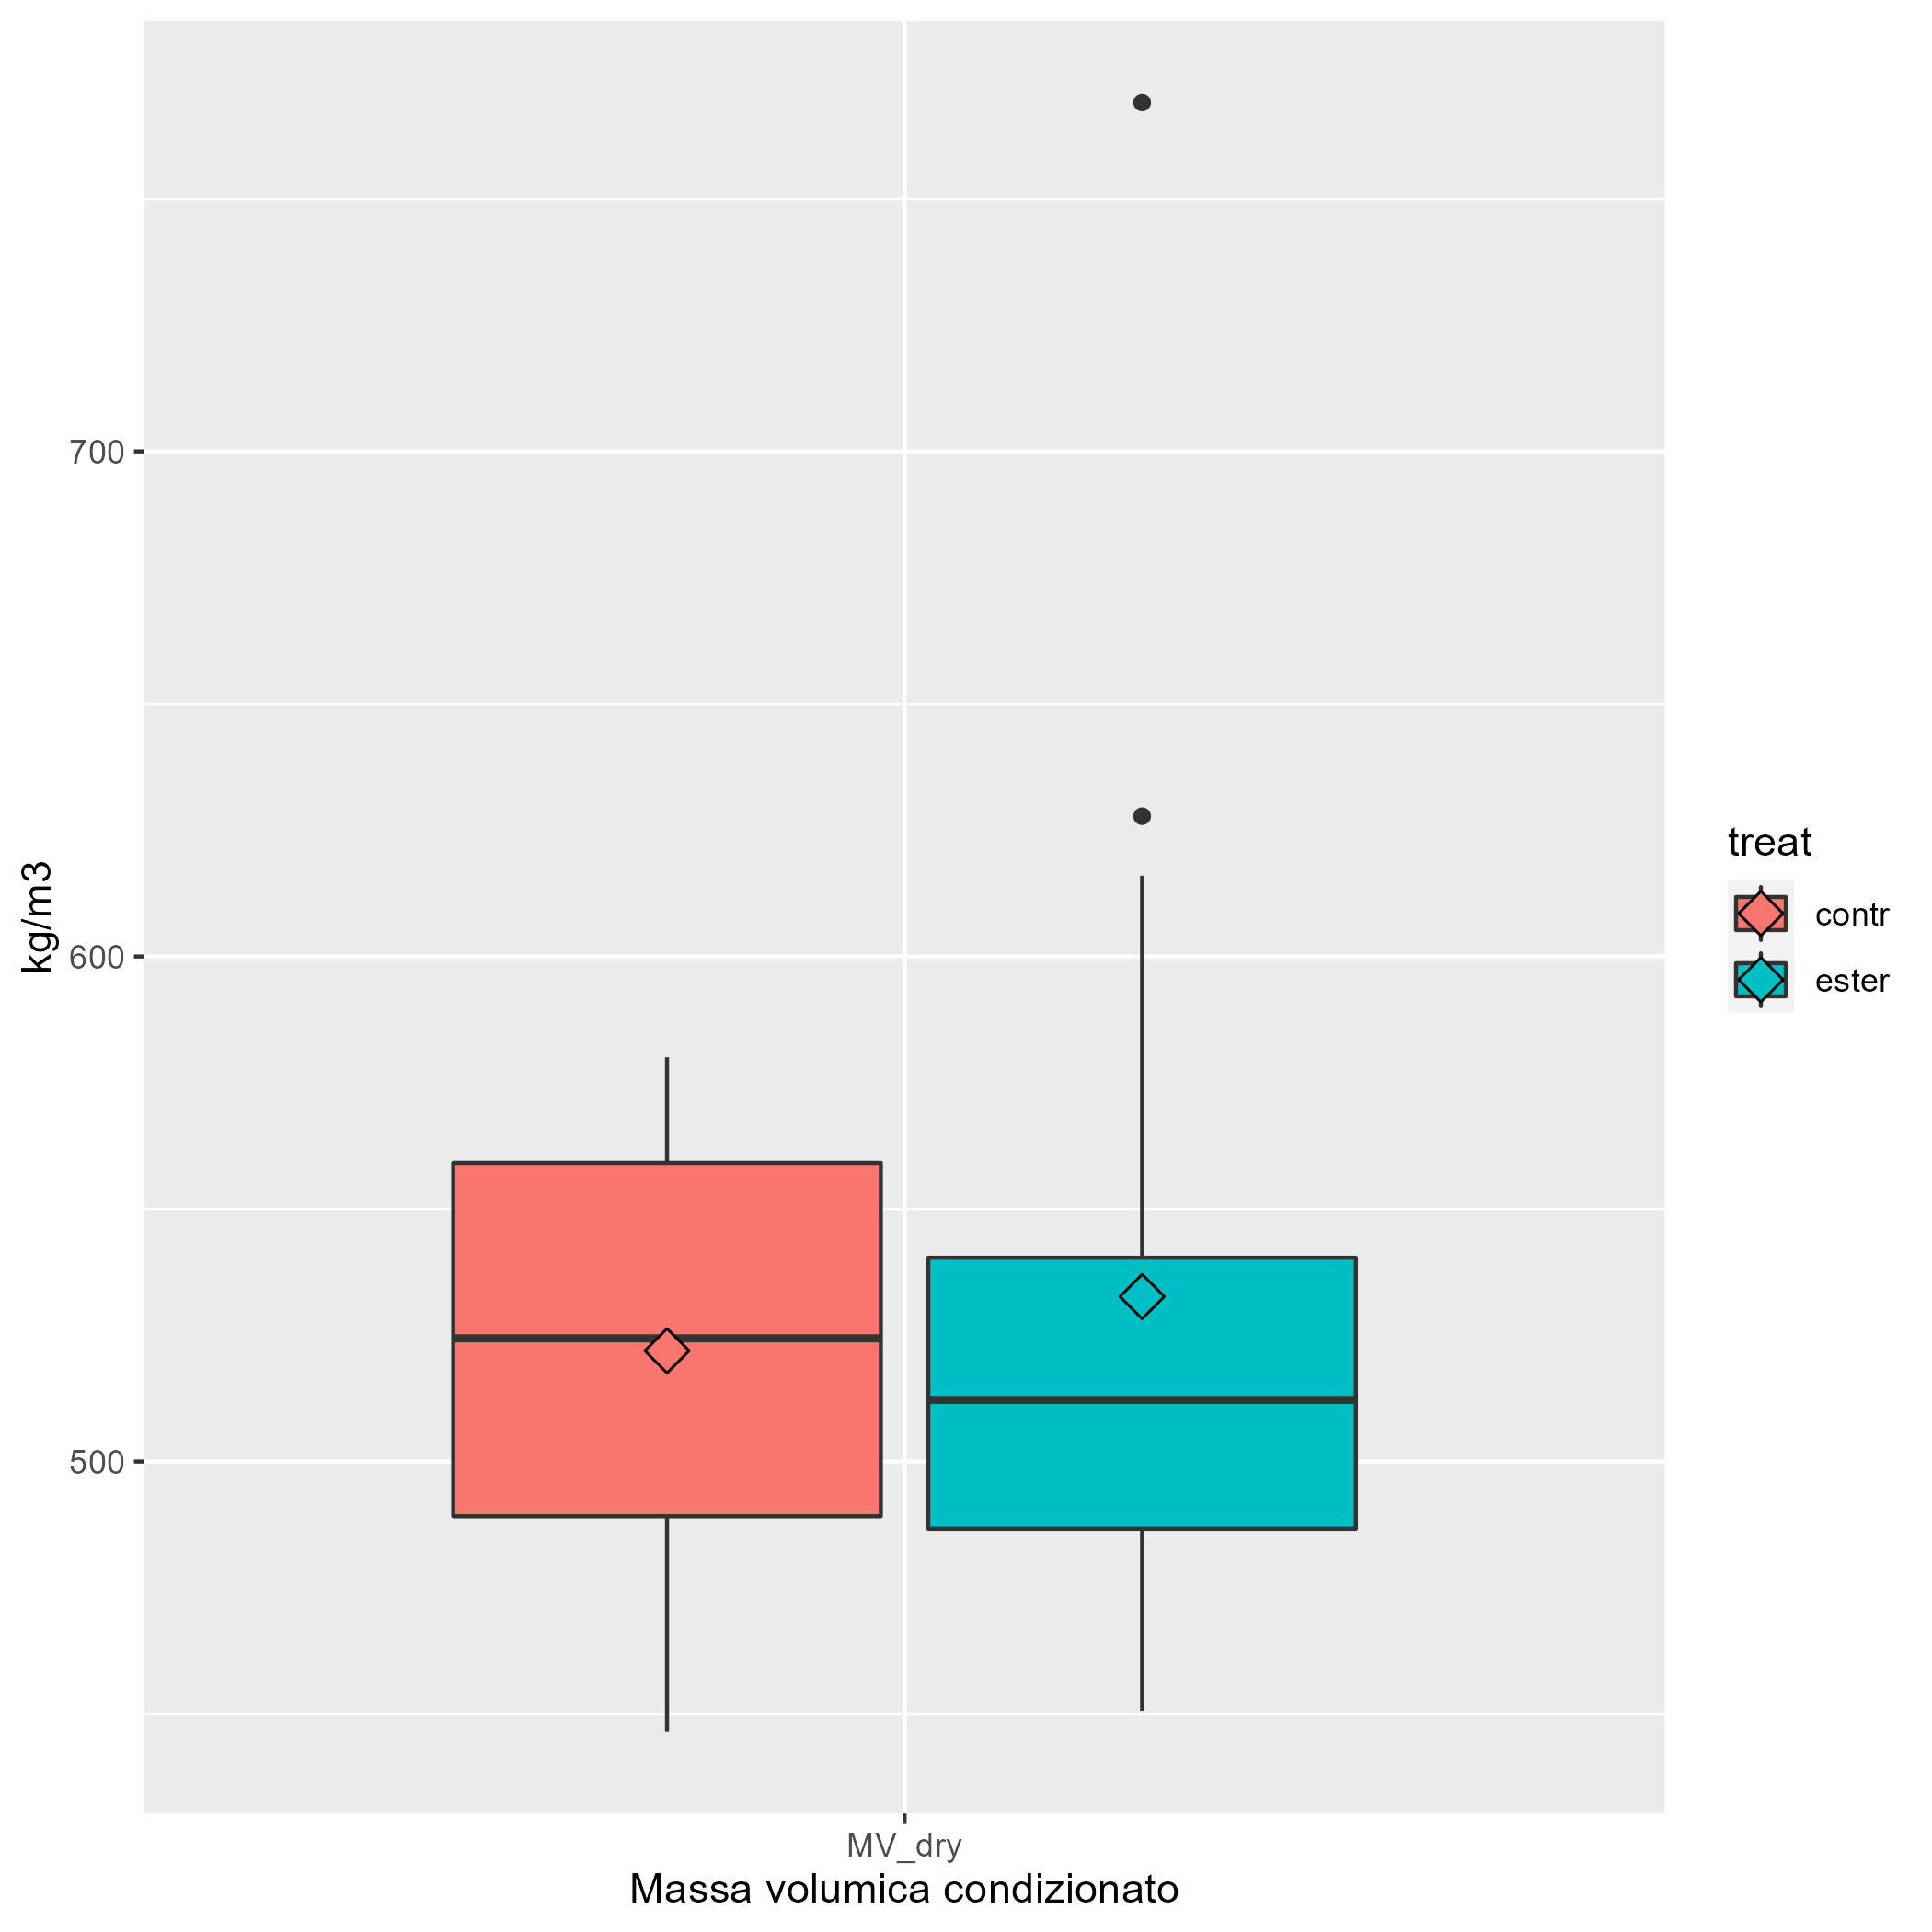 kg/m3
700
600
500
MV_dry
Massa volumica condizionato
treat
contr
ester